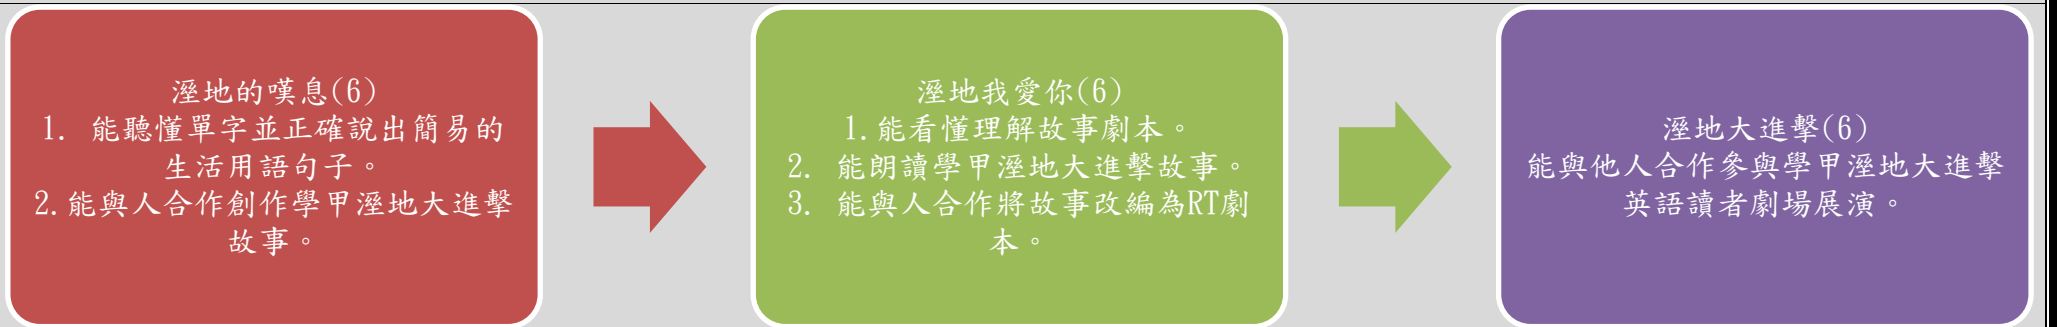 溼地的嘆息(6)
1. 能聽懂單字並正確說出簡易的
生活用語句子。
2.能與人合作創作學甲溼地大進擊
故事。
溼地我愛你(6)
1.能看懂理解故事劇本。
2. 能朗讀學甲溼地大進擊故事。
3. 能與人合作將故事改編為RT劇
本。
溼地大進擊(6)
能與他人合作參與學甲溼地大進擊
英語讀者劇場展演。